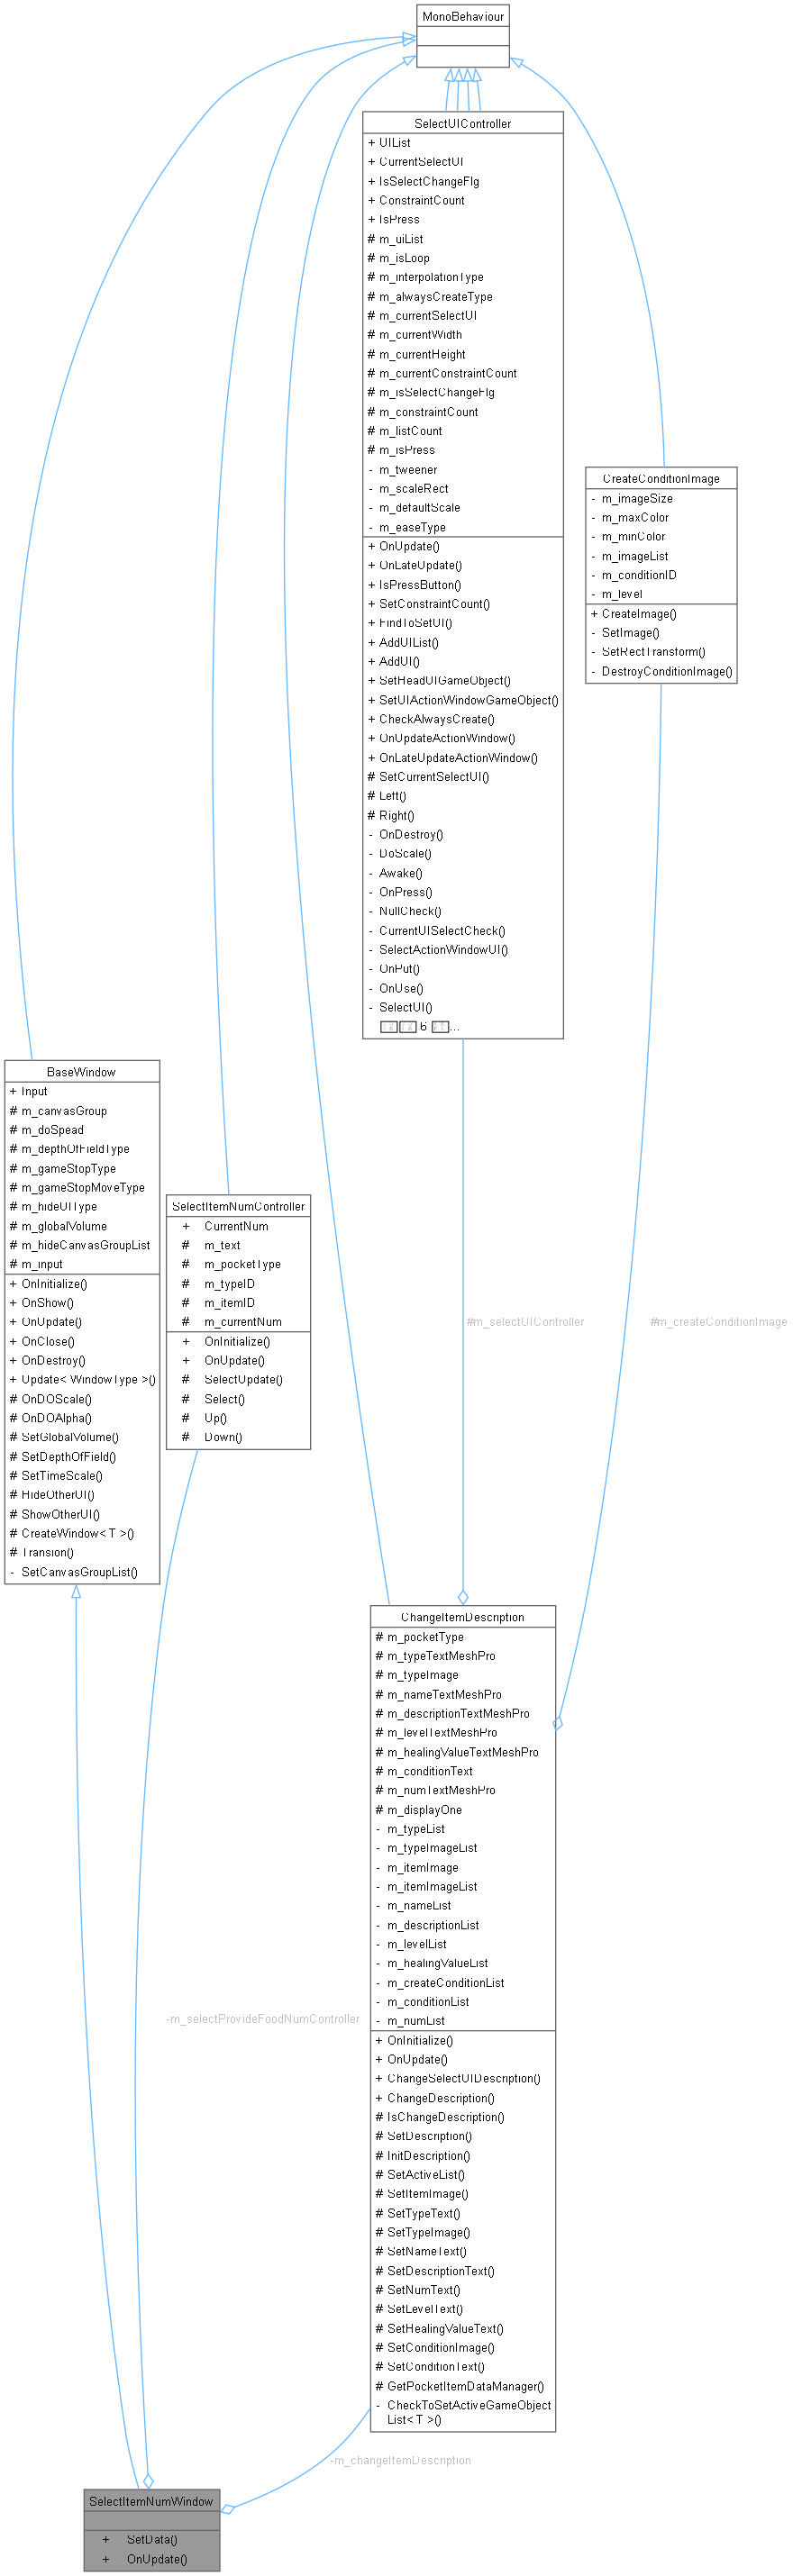 MonoBehaviour
SelectUIController
+ UIList
+ CurrentSelectUI
+ IsSelectChangeFlg
+ ConstraintCount
+ IsPress
# m_uiList
# m_isLoop
# m_interpolationType
# m_alwaysCreateType
# m_currentSelectUI
# m_currentWidth
# m_currentHeight
# m_currentConstraintCount
# m_isSelectChangeFlg
# m_constraintCount
# m_listCount
# m_isPress
- m_tweener
- m_scaleRect
- m_defaultScale
- m_easeType
+ OnUpdate()
+ OnLateUpdate()
+ IsPressButton()
+ SetConstraintCount()
+ FindToSetUI()
+ AddUIList()
+ AddUI()
+ SetHeadUIGameObject()
+ SetUIActionWindowGameObject()
+ CheckAlwaysCreate()
+ OnUpdateActionWindow()
+ OnLateUpdateActionWindow()
# SetCurrentSelectUI()
# Left()
# Right()
- OnDestroy()
- DoScale()
- Awake()
- OnPress()
- NullCheck()
- CurrentUISelectCheck()
- SelectActionWindowUI()
- OnPut()
- OnUse()
- SelectUI()
6 ...
CreateConditionImage
- m_imageSize
- m_maxColor
- m_minColor
- m_imageList
- m_conditionID
- m_level
+ CreateImage()
- SetImage()
- SetRectTransform()
- DestroyConditionImage()
BaseWindow
+ Input
# m_canvasGroup
# m_doSpead
# m_depthOfFieldType
# m_gameStopType
# m_gameStopMoveType
# m_hideUIType
# m_globalVolume
# m_hideCanvasGroupList
# m_input
+ OnInitialize()
+ OnShow()
+ OnUpdate()
+ OnClose()
+ OnDestroy()
+ Update< WindowType >()
# OnDOScale()
# OnDOAlpha()
# SetGlobalVolume()
# SetDepthOfField()
# SetTimeScale()
# HideOtherUI()
# ShowOtherUI()
# CreateWindow< T >()
# Transion()
- SetCanvasGroupList()
SelectItemNumController
+ CurrentNum
# m_text
# m_pocketType
# m_typeID
# m_itemID
# m_currentNum
+ OnInitialize()
+ OnUpdate()
# SelectUpdate()
# Select()
# Up()
# Down()
#m_selectUIController
#m_createConditionImage
ChangeItemDescription
# m_pocketType
# m_typeTextMeshPro
# m_typeImage
# m_nameTextMeshPro
# m_descriptionTextMeshPro
# m_levelTextMeshPro
# m_healingValueTextMeshPro
# m_conditionText
# m_numTextMeshPro
# m_displayOne
- m_typeList
- m_typeImageList
- m_itemImage
- m_itemImageList
- m_nameList
- m_descriptionList
- m_levelList
- m_healingValueList
- m_createConditionList
- m_conditionList
- m_numList
+ OnInitialize()
+ OnUpdate()
+ ChangeSelectUIDescription()
+ ChangeDescription()
# IsChangeDescription()
# SetDescription()
# InitDescription()
# SetActiveList()
# SetItemImage()
# SetTypeText()
# SetTypeImage()
# SetNameText()
# SetDescriptionText()
# SetNumText()
# SetLevelText()
# SetHealingValueText()
# SetConditionImage()
# SetConditionText()
# GetPocketItemDataManager()
- CheckToSetActiveGameObject
List< T >()
-m_selectProvideFoodNumController
-m_changeItemDescription
SelectItemNumWindow
+ SetData()
+ OnUpdate()